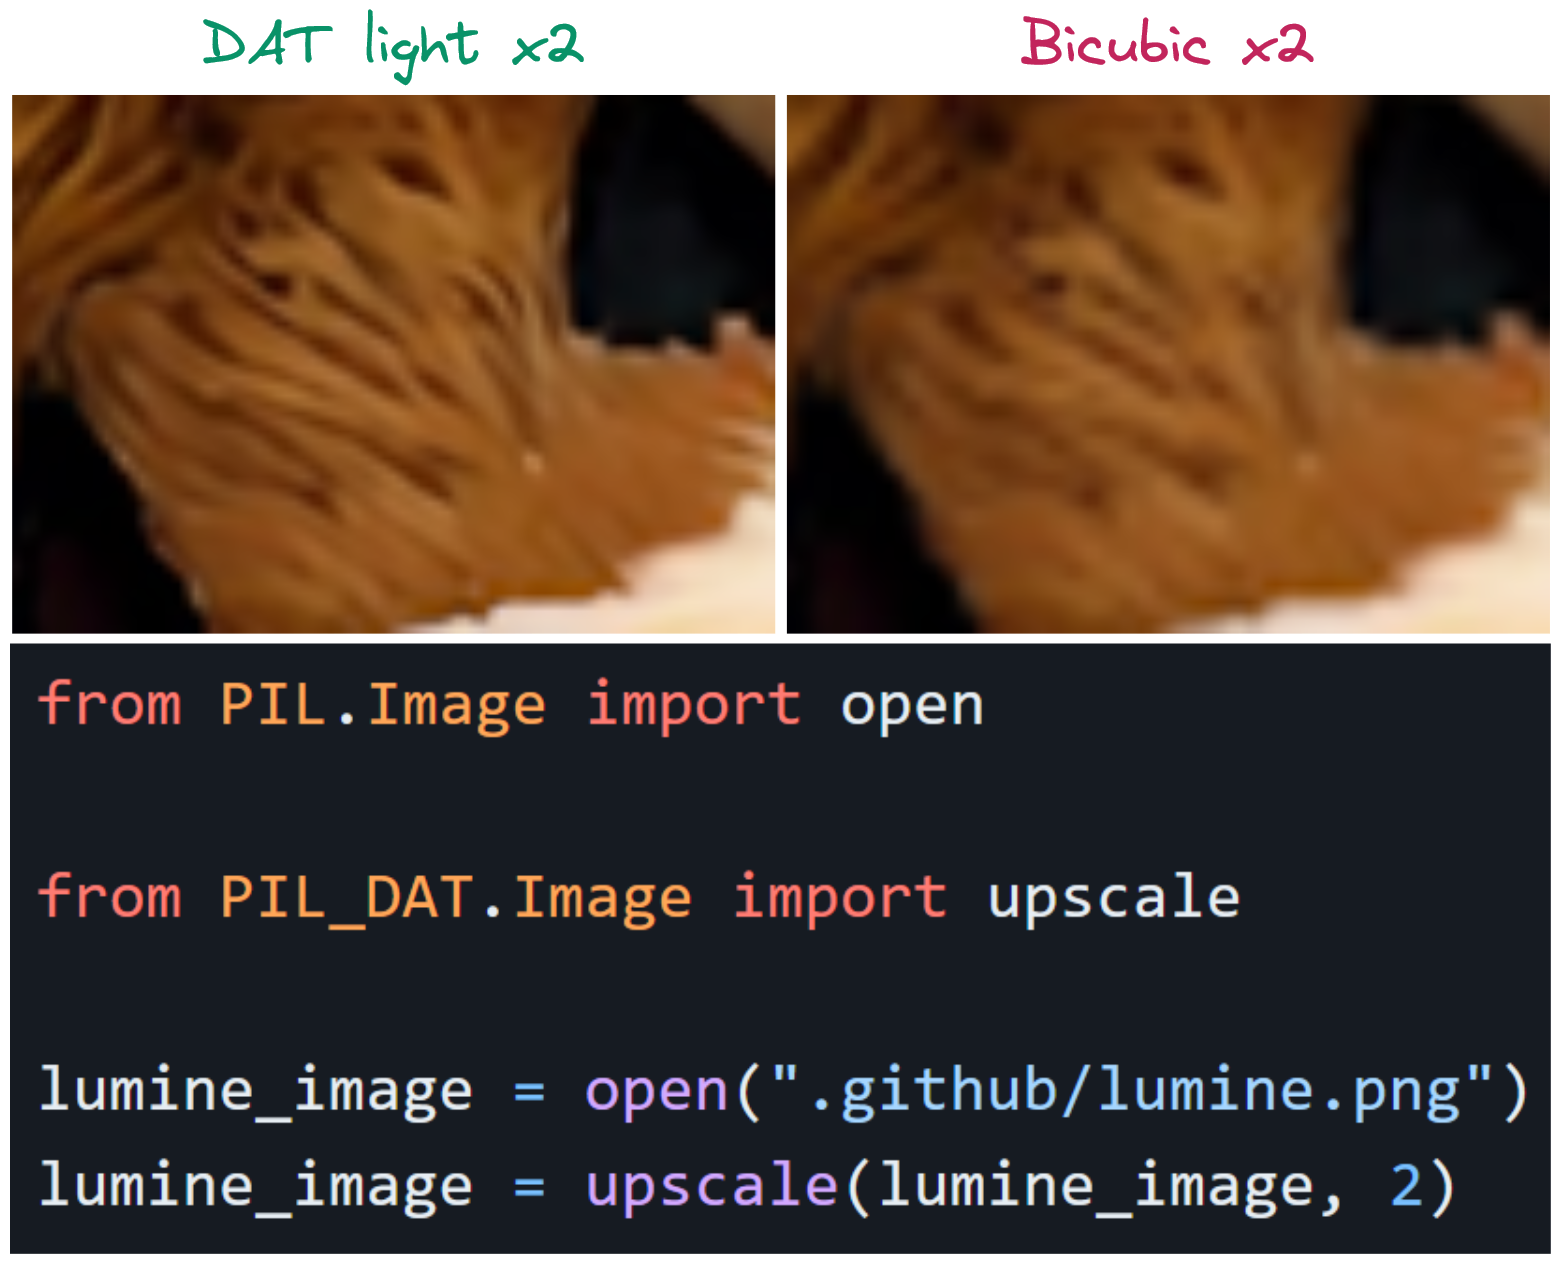 DAT light x2
Bicubic x2
from PIL.Image import open
from PIL_DAT.Image import upscale
lumine_image = open(".github/lumine.png")
lumine_image = upscale(lumine_image, 2)